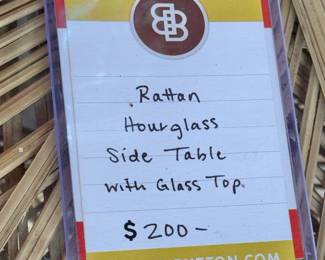 Rattan
Hourglass
Side Table
with Glass Top
$200-